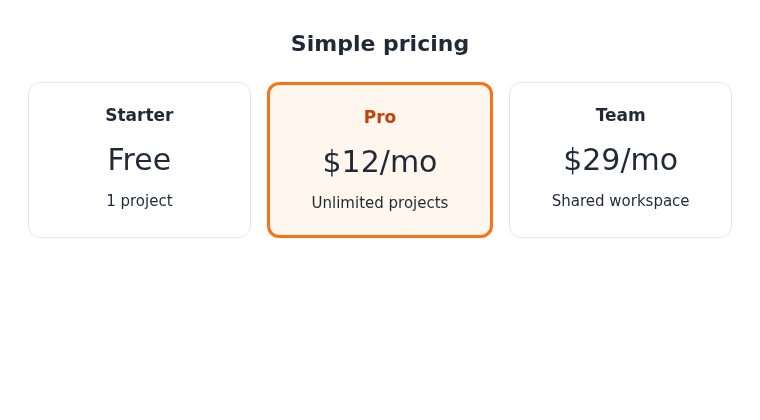 Simple pricing
Starter
Free
1 project
Pro
$12/mo
Unlimited projects
Team
$29/mo
Shared workspace